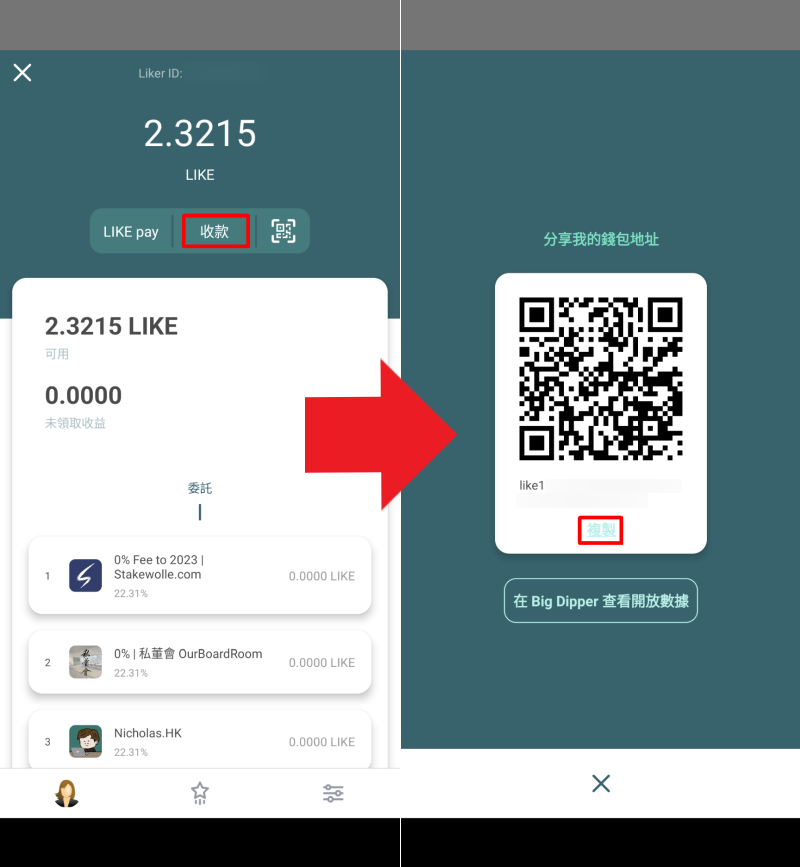 Liker ID:
2.3215
LIKE
LIKE pay
收款
2.3215 LIKE
可用
0.0000
未領取收益
委託
1
0% Fee to 2023 |
Stakewolle.com
22.31%
0.0000 LIKE
2
0% | 私董會 OurBoardRoom
22.31%
0.0000 LIKE
3
Nicholas.HK
22.31%
0.0000 LIKE
分享我的錢包地址
like1
複製
在 Big Dipper 查看開放數據